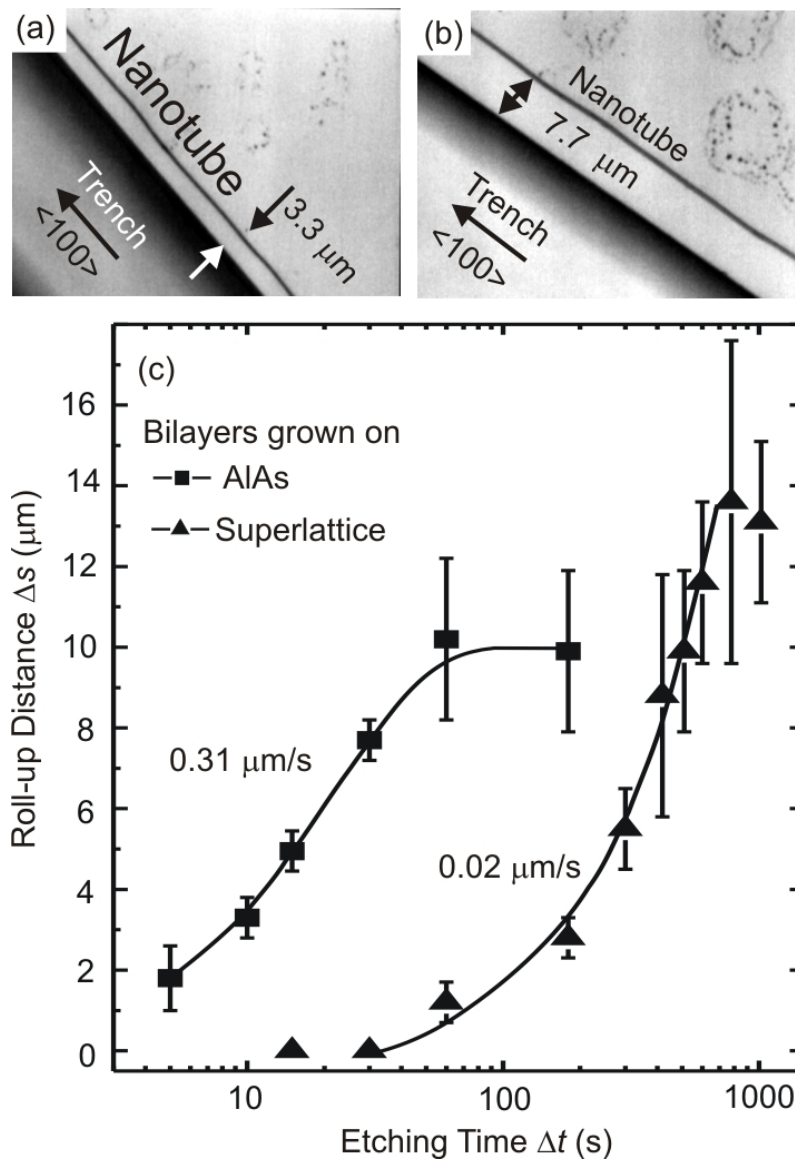 (a)
Nanotube
Trench
<100>
3.3 μm
(b)
Nanotube
7.7 μm
Trench
<100>
(c)
Bilayers grown on
AlAs
Superlattice
0.31 μm/s
0.02 μm/s
16
14
12
10
8
6
4
2
0
Roll-up Distance Δs (μm)
10
100
1000
Etching Time Δt (s)